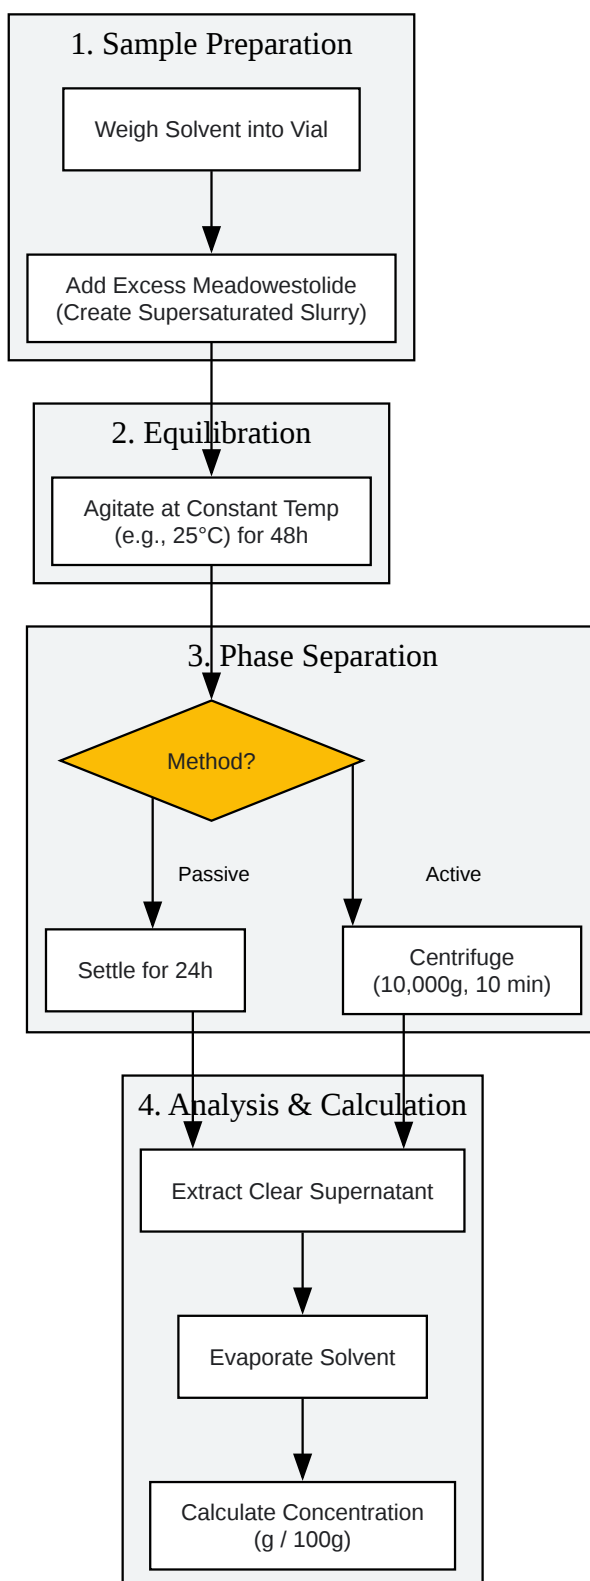 1. Sample Preparation
Weigh Solvent into Vial
Add Excess Meadowestolide
(Create Supersaturated Slurry)
2. Equilibration
Agitate at Constant Temp
(e.g., 25°C) for 48h
3. Phase Separation
Method?
Passive
Active
Settle for 24h
Centrifuge
(10,000g, 10 min)
4. Analysis & Calculation
Extract Clear Supernatant
Evaporate Solvent
Calculate Concentration
(g / 100g)